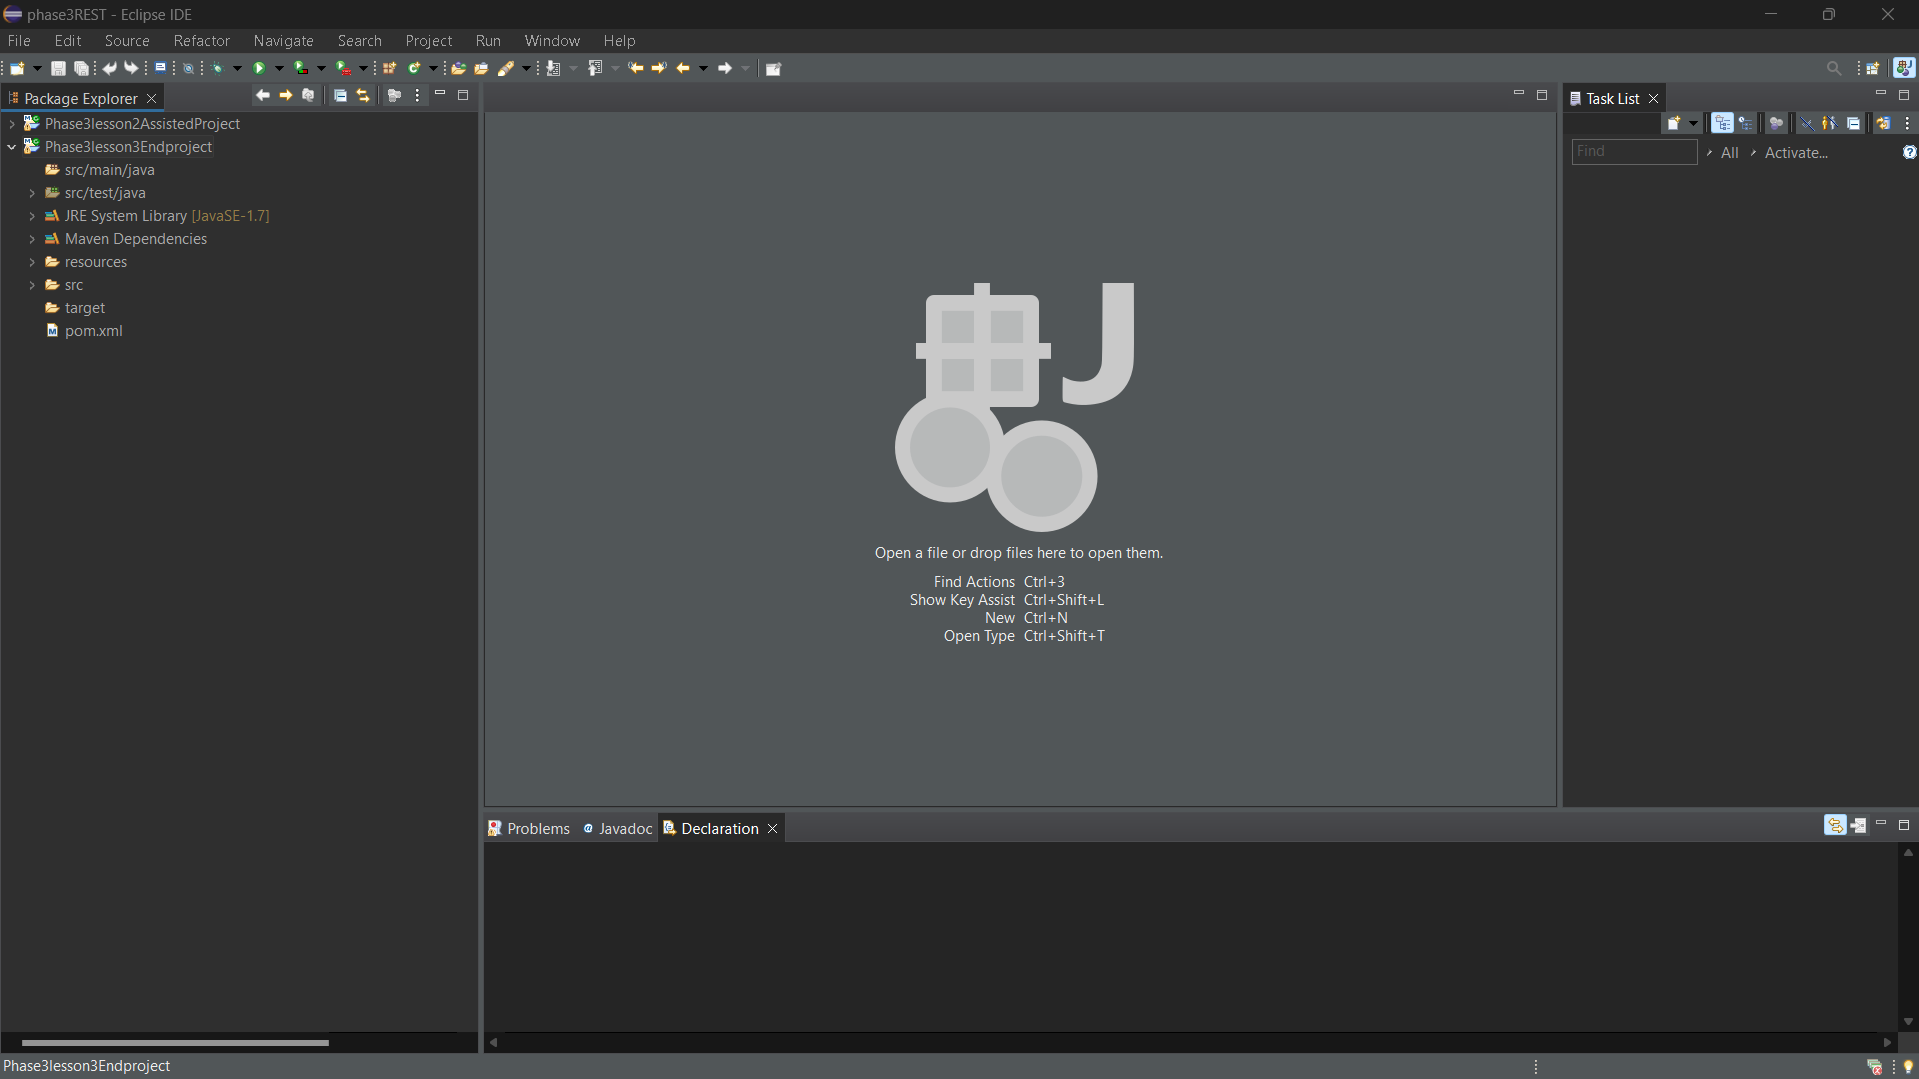 phase3REST - Eclipse IDE
File Edit Source Refactor Navigate Search Project Run Window Help
Package Explorer
Phase3lesson2AssistedProject
Phase3lesson3Endproject
src/main/java
src/test/java
JRE System Library [JavaSE-1.7]
Maven Dependencies
resources
src
target
pom.xml
Open a file or drop files here to open them.
Find Actions Ctrl+3
Show Key Assist Ctrl+Shift+L
New Ctrl+N
Open Type Ctrl+Shift+T
Task List
Find All Activate...
Problems Javadoc Declaration
Phase3lesson3Endproject